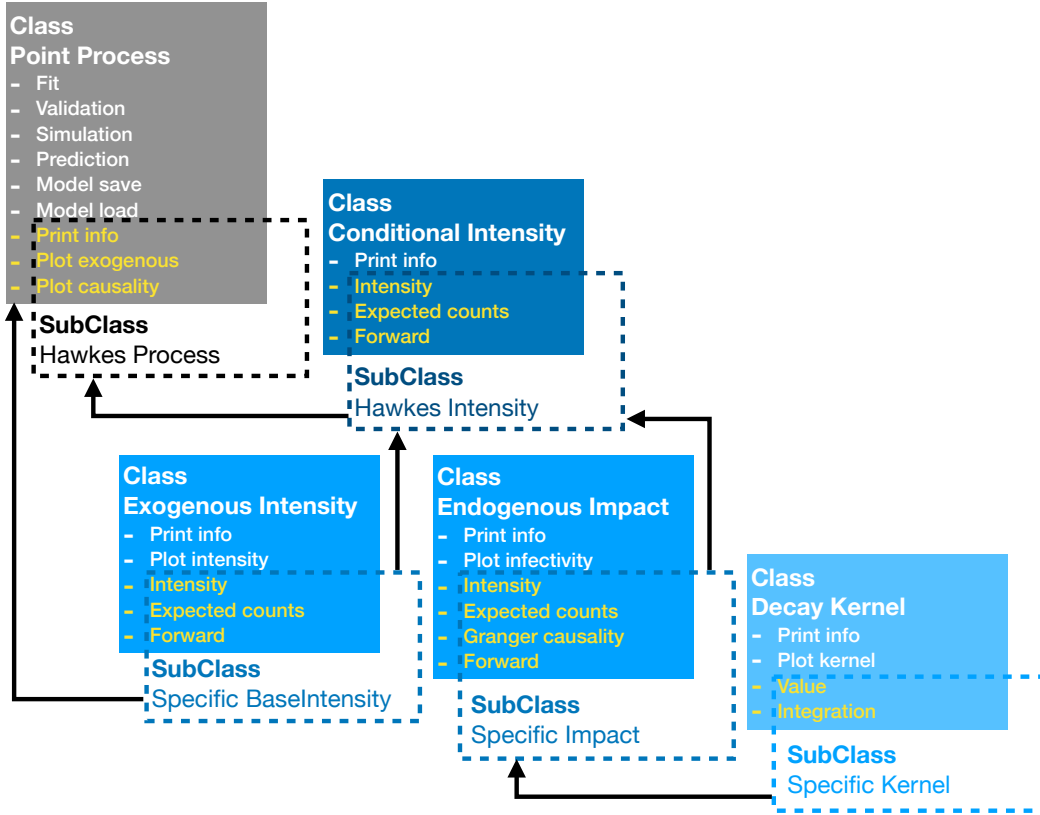 Class
Point Process
- Fit
- Validation
- Simulation
- Prediction
- Model save
- Model load
- Print info
- Plot exogenous
- Plot causality
SubClass
Hawkes Process
Class
Conditional Intensity
- Print info
- Intensity
- Expected counts
- Forward
SubClass
Hawkes Intensity
Class
Exogenous Intensity
- Print info
- Plot intensity
- Intensity
- Expected counts
- Forward
SubClass
Specific BaseIntensity
Class
Endogenous Impact
- Print info
- Plot infectivity
- Intensity
- Expected counts
- Granger causality
- Forward
SubClass
Specific Impact
Class
Decay Kernel
- Print info
- Plot kernel
- Value
- Integration
SubClass
Specific Kernel